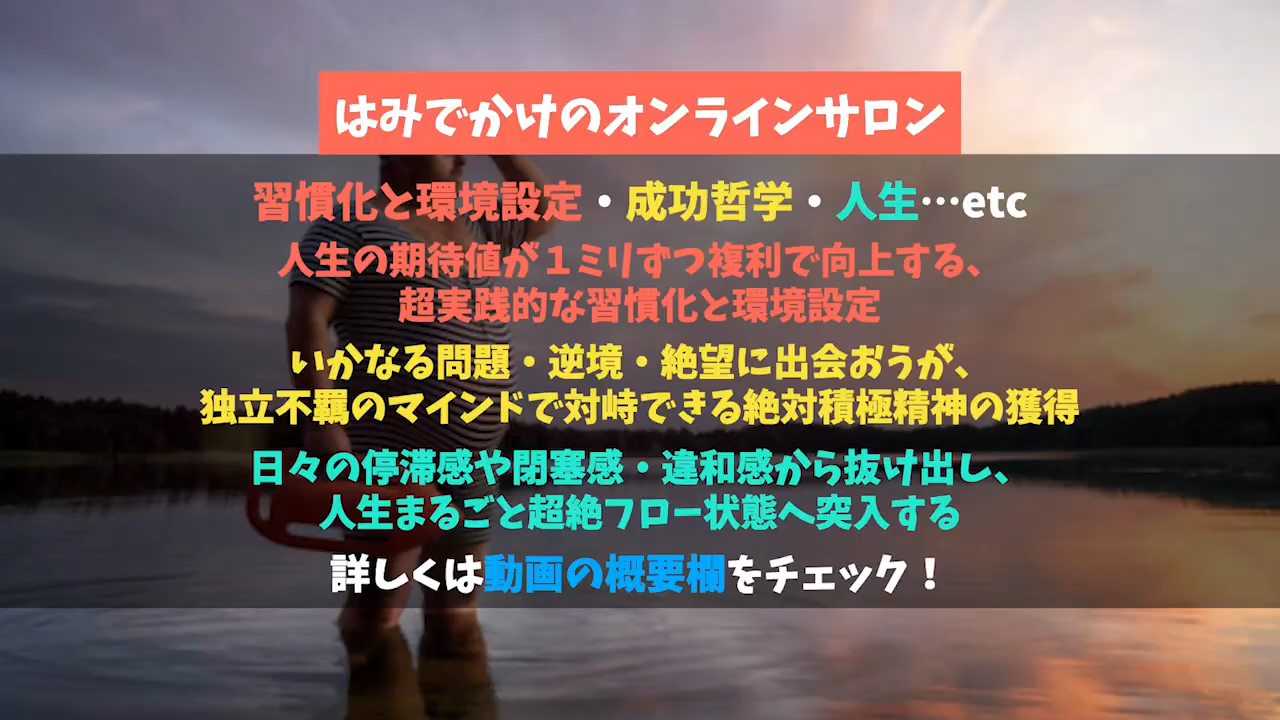 はみでかけのオンラインサロン
習慣化と環境設定・成功哲学・人生…etc
人生の期待値が１ミリずつ複利で向上する、
超実践的な習慣化と環境設定
いかなる問題・逆境・絶望に出会おうが、
独立不羈のマインドで対峙できる絶対積極精神の獲得
日々の停滞感や閉塞感・違和感から抜け出し、
人生まるごと超絶フロー状態へ突入する
詳しくは動画の概要欄をチェック！